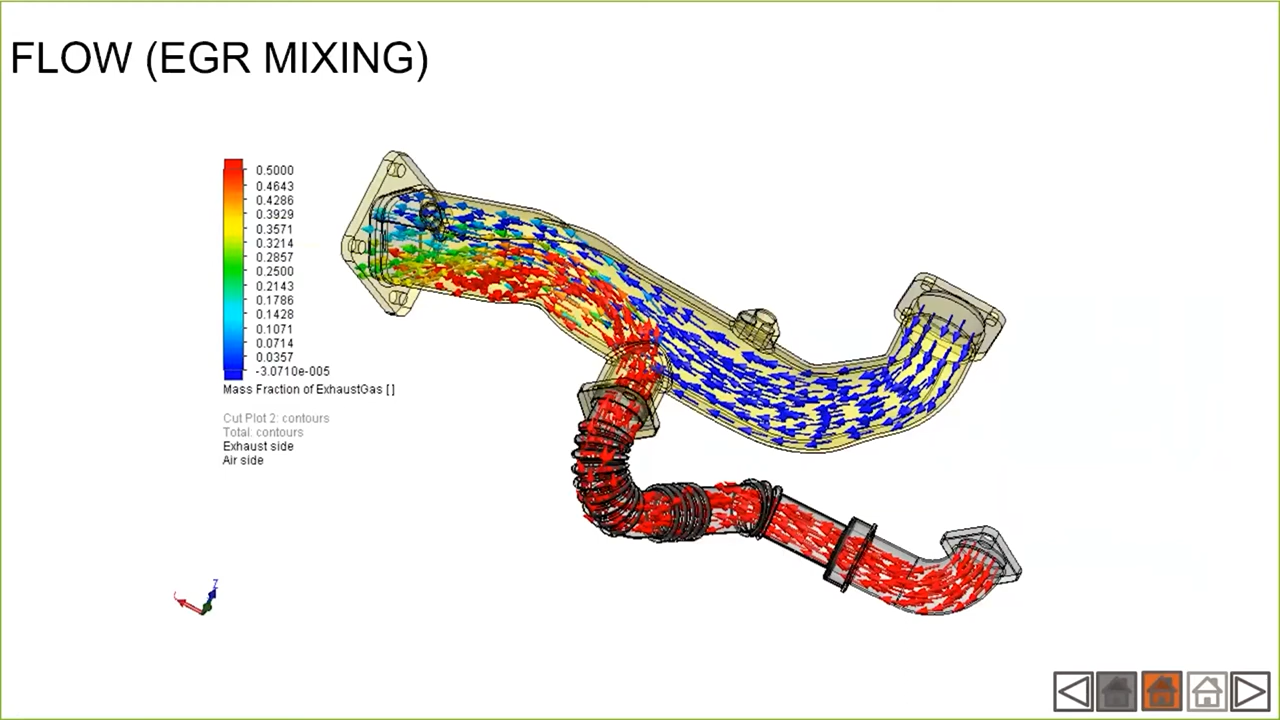 FLOW (EGR MIXING)
0.5000
0.4643
0.4286
0.3929
0.3571
0.3214
0.2857
0.2500
0.2143
0.1786
0.1428
0.1071
0.0714
0.0357
-3.0710e-005
Mass Fraction of ExhaustGas [ ]
Cut Plot 2: contours
Total: contours
Exhaust side
Air side
Z